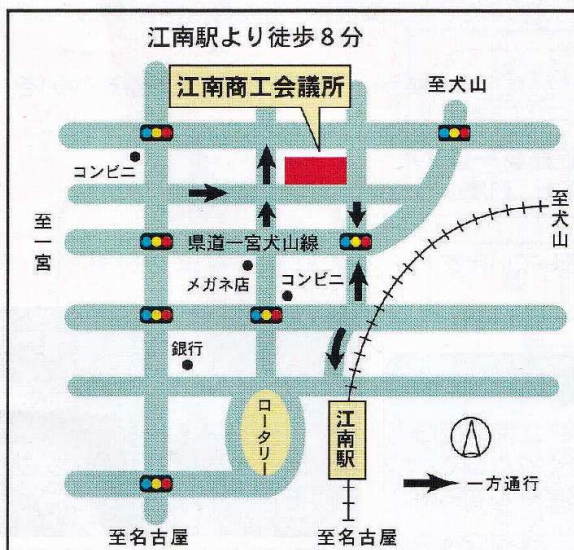 江南駅より徒歩8分
江南商工会議所
至犬山
コンビニ
至犬山
至一宮
県道一宮犬山線
メガネ店
コンビニ
銀行
ロータリー
江南駅
一方通行
至名古屋
至名古屋